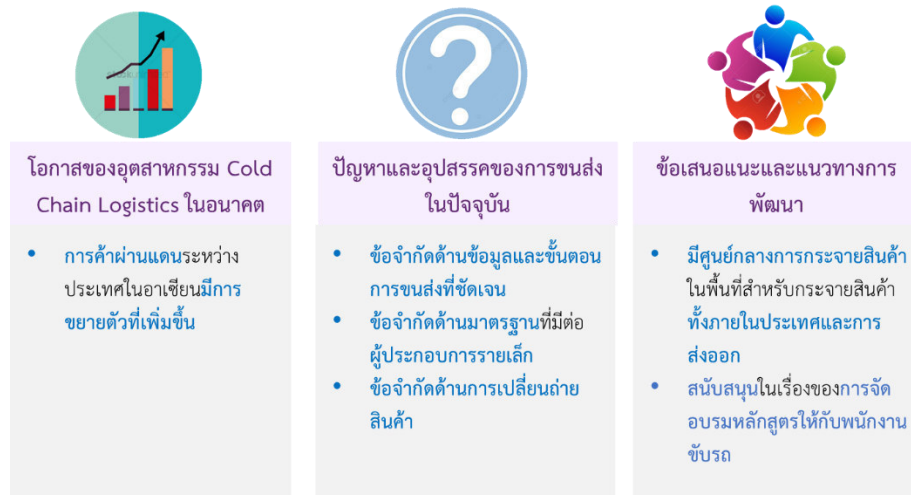 โอกาสของอุตสาหกรรม Cold
Chain Logistics ในอนาคต
• การค้าผ่านแดนระหว่าง
ประเทศในอาเซียนมีการ
ขยายตัวที่เพิ่มขึ้น
ปัญหาและอุปสรรคของการขนส่ง
ในปัจจุบัน
• ข้อจำกัดด้านข้อมูลและขั้นตอน
การขนส่งที่ชัดเจน
• ข้อจำกัดด้านมาตรฐานที่มีต่อ
ผู้ประกอบการรายเล็ก
• ข้อจำกัดด้านการเปลี่ยนถ่าย
สินค้า
ข้อเสนอแนะและแนวทางการ
พัฒนา
• มีศูนย์กลางการกระจายสินค้า
ในพื้นที่สำหรับกระจายสินค้า
ทั้งภายในประเทศและการ
ส่งออก
• สนับสนุนในเรื่องของการจัด
อบรมหลักสูตรให้กับพนักงาน
ขับรถ